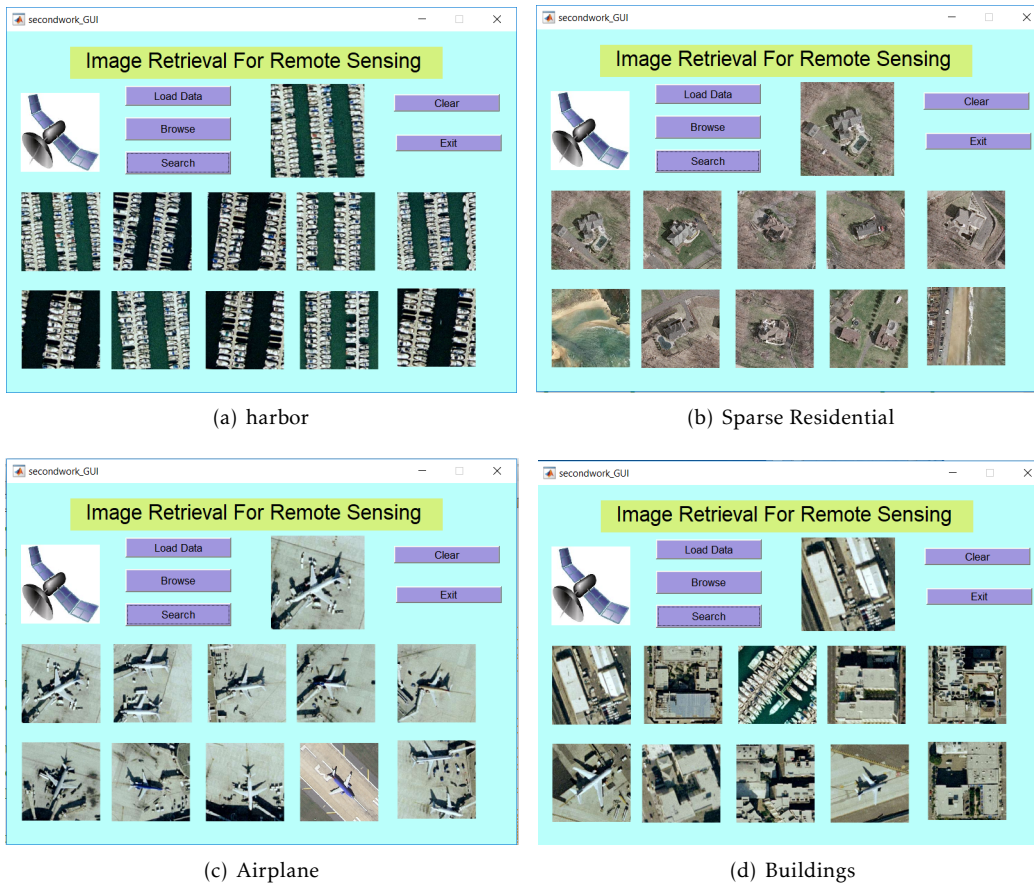 secondwork_GUI
Image Retrieval For Remote Sensing
Load Data
Browse
Search
Clear
Exit
(a) harbor
secondwork_GUI
Image Retrieval For Remote Sensing
Load Data
Browse
Search
Clear
Exit
(b) Sparse Residential
secondwork_GUI
Image Retrieval For Remote Sensing
Load Data
Browse
Search
Clear
Exit
(c) Airplane
secondwork_GUI
Image Retrieval For Remote Sensing
Load Data
Browse
Search
Clear
Exit
(d) Buildings